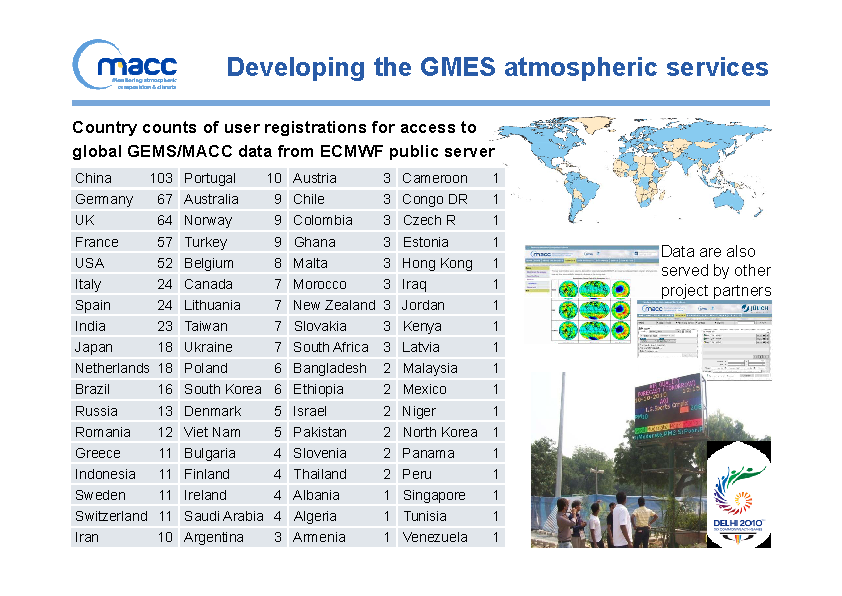 macc
Monitoring atmospheric
composition & climate
Developing the GMES atmospheric services
Country counts of user registrations for access to
global GEMS/MACC data from ECMWF public server
China 103 Portugal 10 Austria 3 Cameroon 1
Germany 67 Australia 9 Chile 3 Congo DR 1
UK 64 Norway 9 Colombia 3 Czech R 1
France 57 Turkey 9 Ghana 3 Estonia 1
USA 52 Belgium 8 Malta 3 Hong Kong 1
Italy 24 Canada 7 Morocco 3 Iraq 1
Spain 24 Lithuania 7 New Zealand 3 Jordan 1
India 23 Taiwan 7 Slovakia 3 Kenya 1
Japan 18 Ukraine 7 South Africa 3 Latvia 1
Netherlands 18 Poland 6 Bangladesh 2 Malaysia 1
Brazil 16 South Korea 6 Ethiopia 2 Mexico 1
Russia 13 Denmark 5 Israel 2 Niger 1
Romania 12 Viet Nam 5 Pakistan 2 North Korea 1
Greece 11 Bulgaria 4 Slovenia 2 Panama 1
Indonesia 11 Finland 4 Thailand 2 Peru 1
Sweden 11 Ireland 4 Albania 1 Singapore 1
Switzerland 11 Saudi Arabia 4 Algeria 1 Tunisia 1
Iran 10 Argentina 3 Armenia 1 Venezuela 1
Data are also
served by other
project partners
macc
macc
JÜLICH
AQI
DELHI 2010